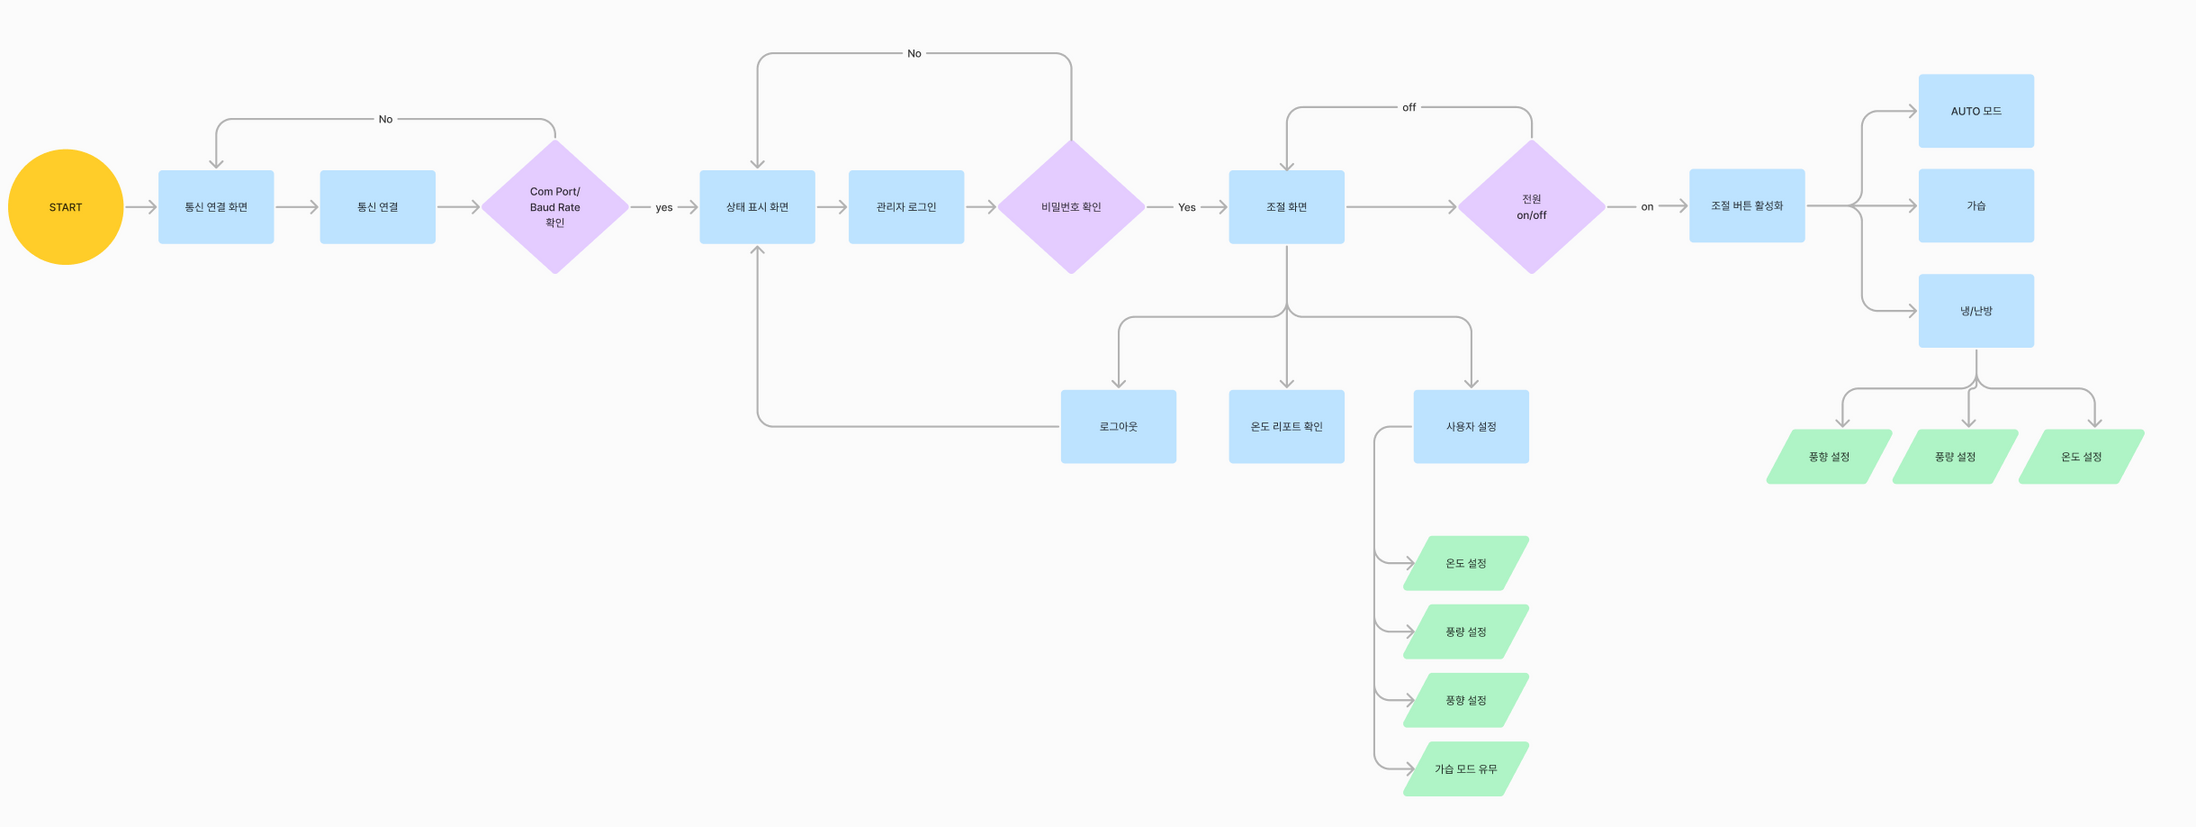 No
off
No
AUTO 모드
START
통신 연결 화면
통신 연결
Com Port/
Baud Rate
확인
yes
상태 표시 화면
관리자 로그인
비밀번호 확인
Yes
조절 화면
전원
on/off
on
조절 버튼 활성화
가습
냉/난방
로그아웃
온도 리포트 확인
사용자 설정
풍향 설정
풍량 설정
온도 설정
온도 설정
풍량 설정
풍향 설정
가습 모드 유무